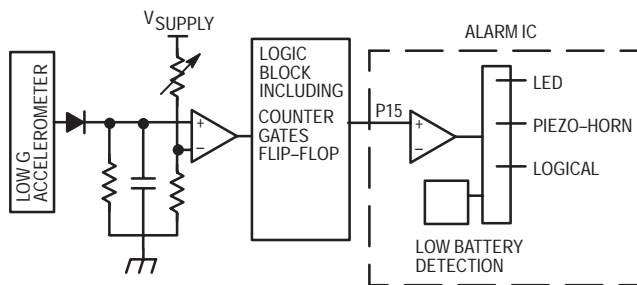 VSUPPLY
ALARM IC
LOW G
ACCELEROMETER
+
−
LOGIC
BLOCK
INCLUDING
COUNTER
GATES
FLIP–FLOP
P15
+
−
LED
PIEZO–HORN
LOGICAL
LOW BATTERY
DETECTION